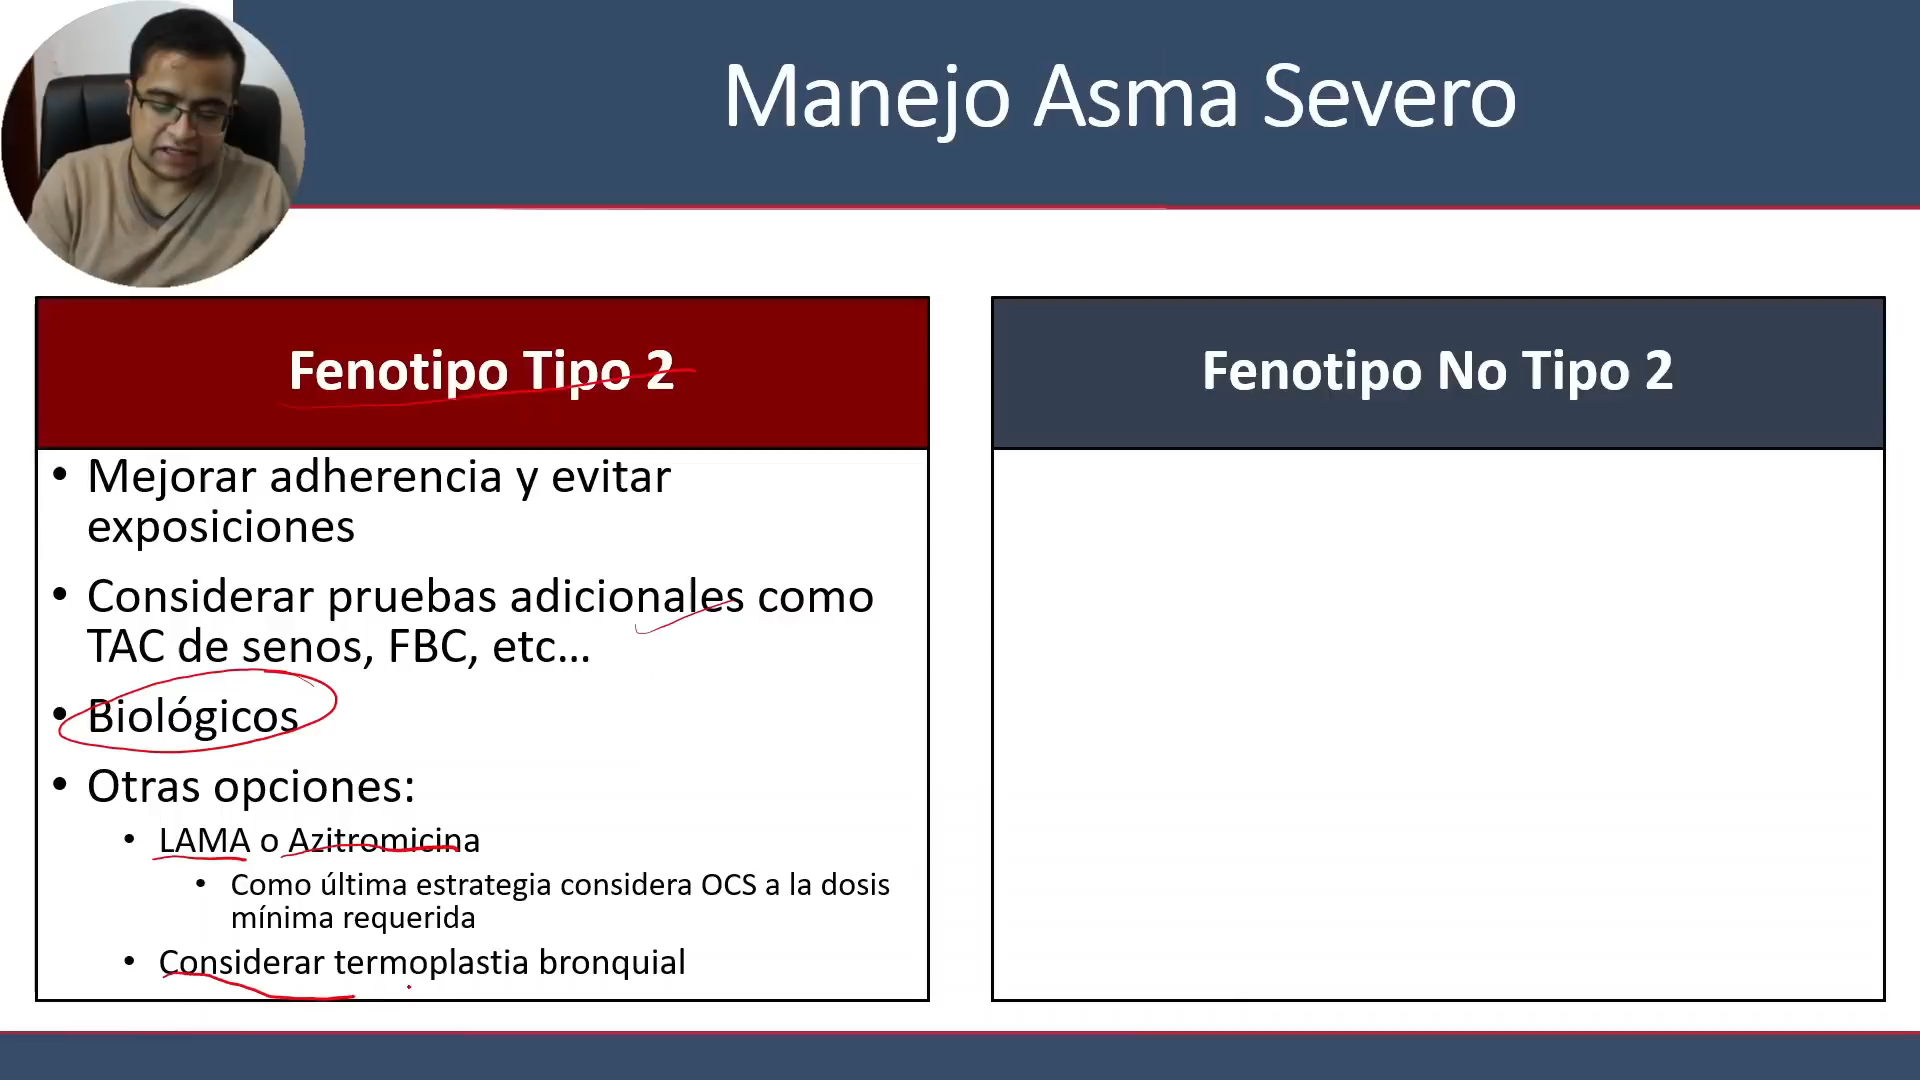 Manejo Asma Severo
Fenotipo Tipo 2
Mejorar adherencia y evitar
exposiciones
Considerar pruebas adicionales como
TAC de senos, FBC, etc...
Biológicos
Otras opciones:
LAMA o Azitromicina
Como última estrategia considera OCS a la dosis
mínima requerida
Considerar termoplastia bronquial
Fenotipo No Tipo 2